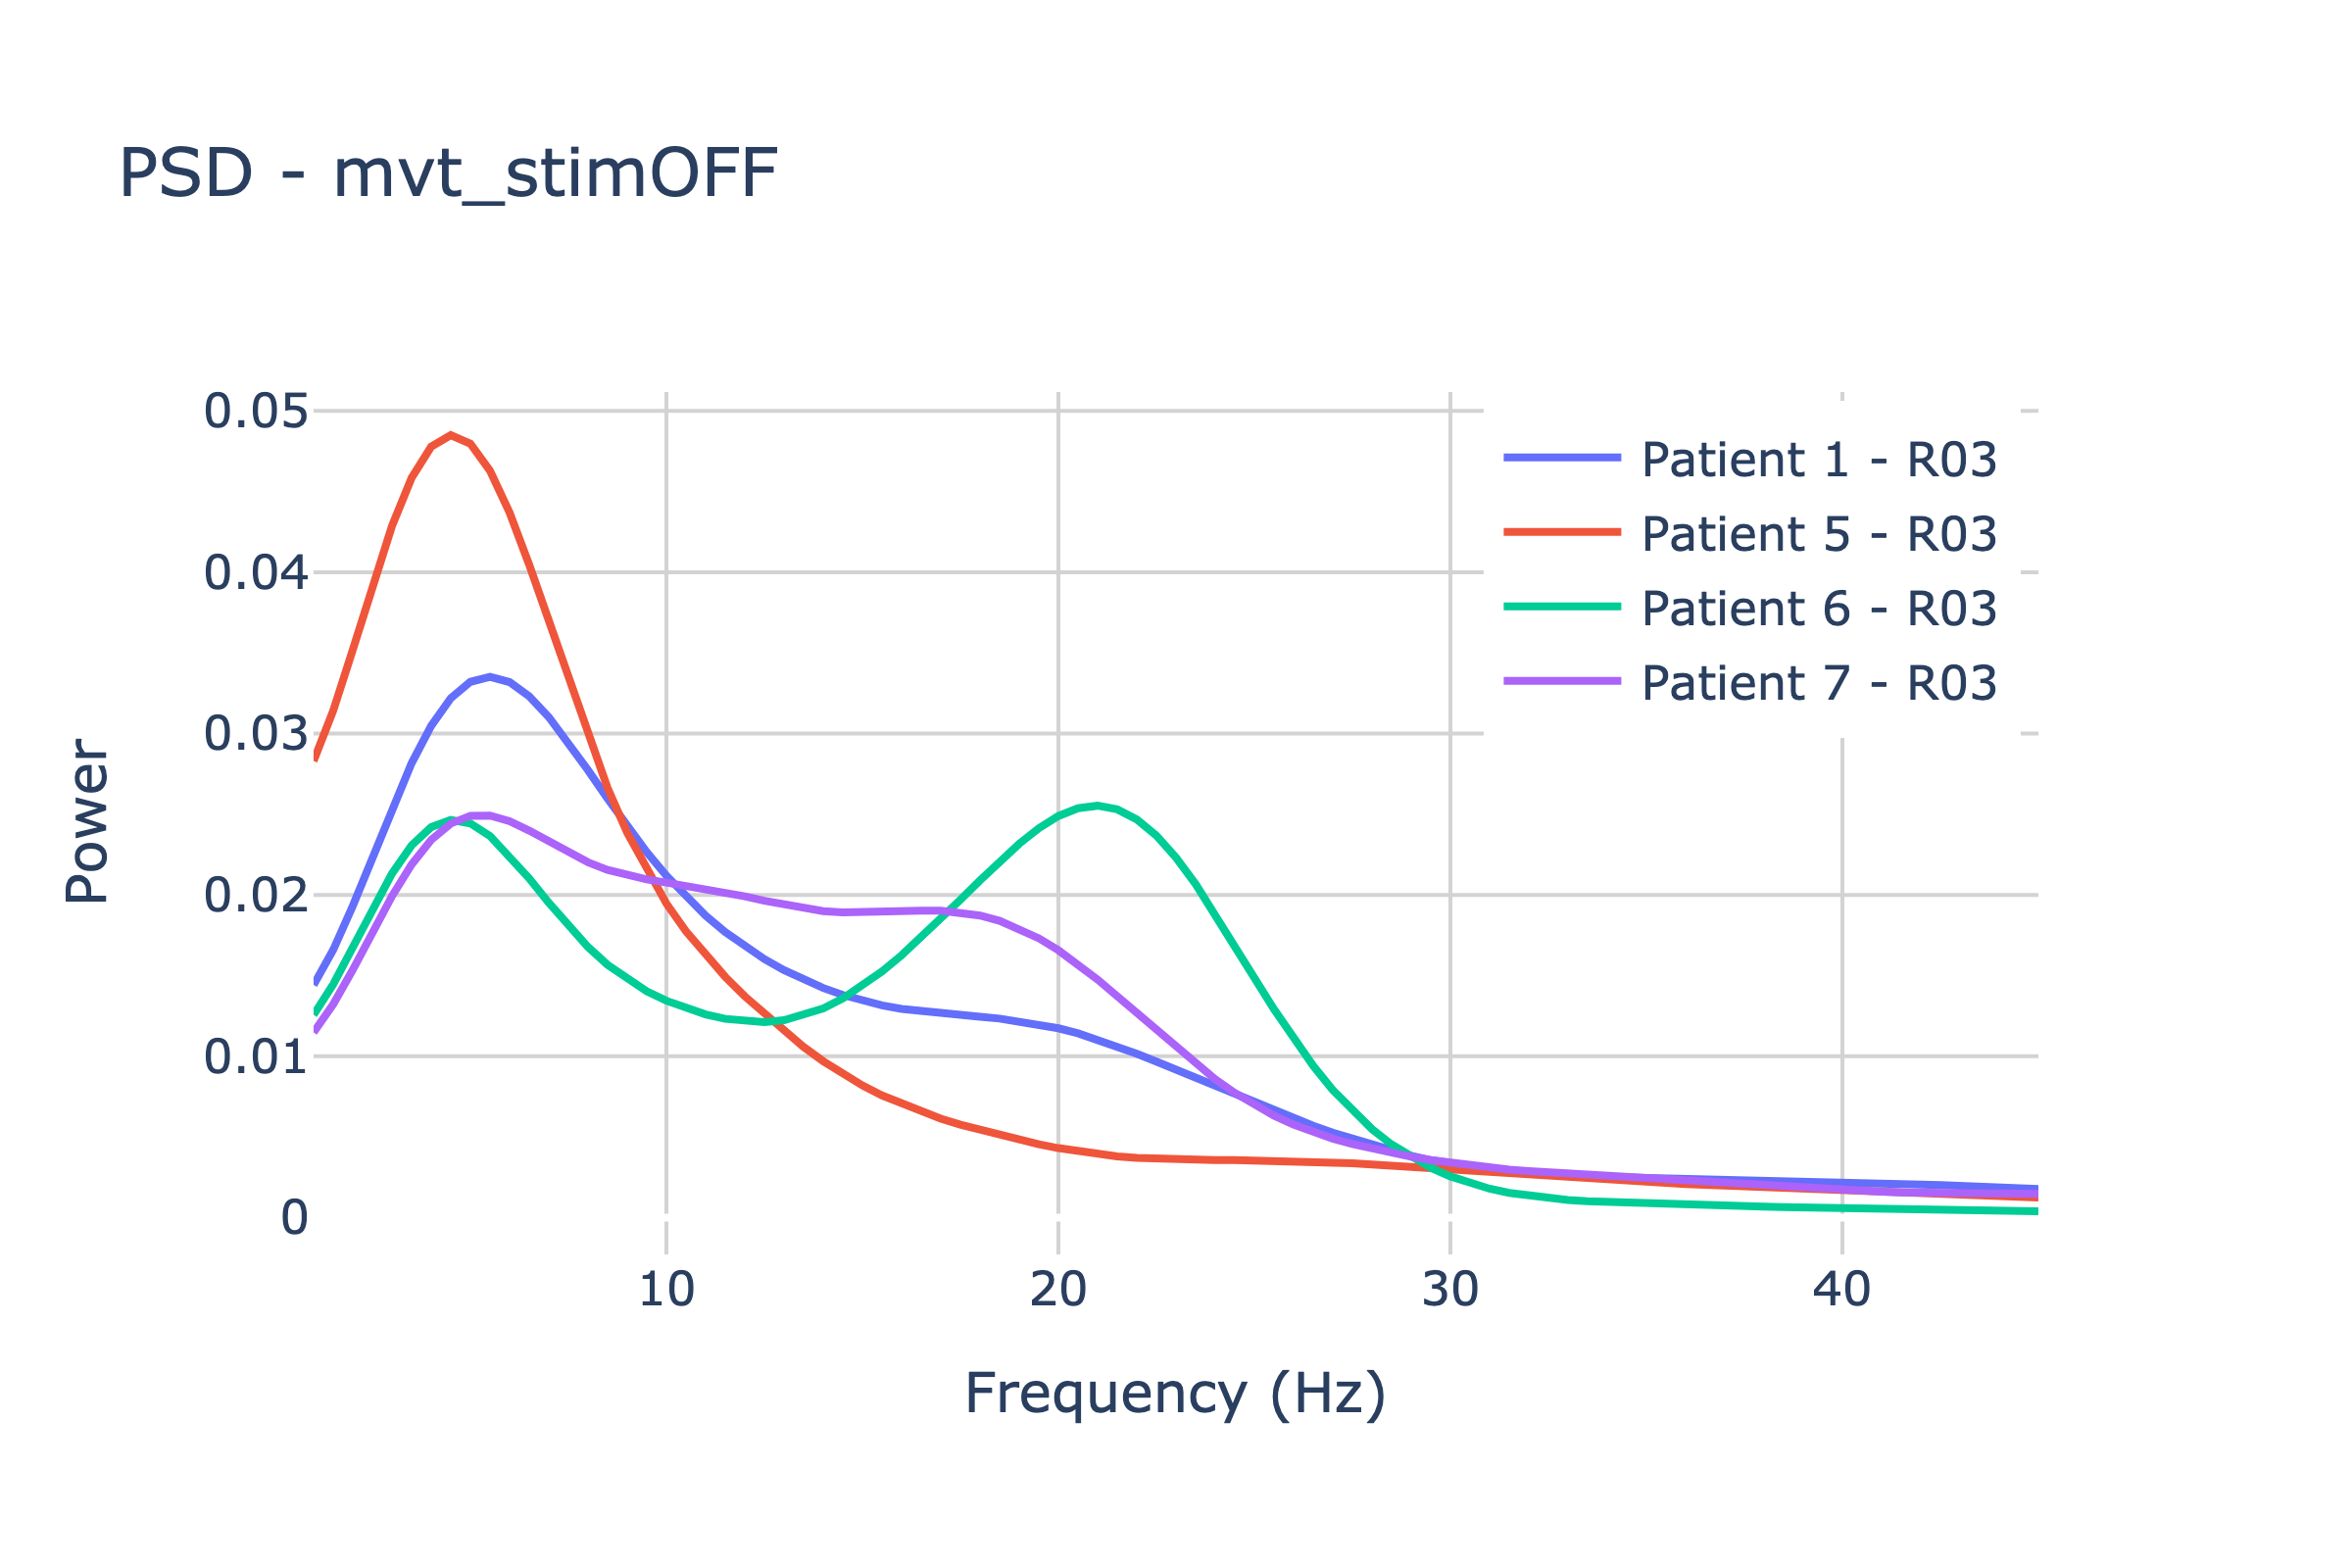 PSD - mvt_stimOFF
0.05
0.04
0.03
0.02
0.01
0
Power
10 20 30 40
Frequency (Hz)
Patient 1 - R03
Patient 5 - R03
Patient 6 - R03
Patient 7 - R03